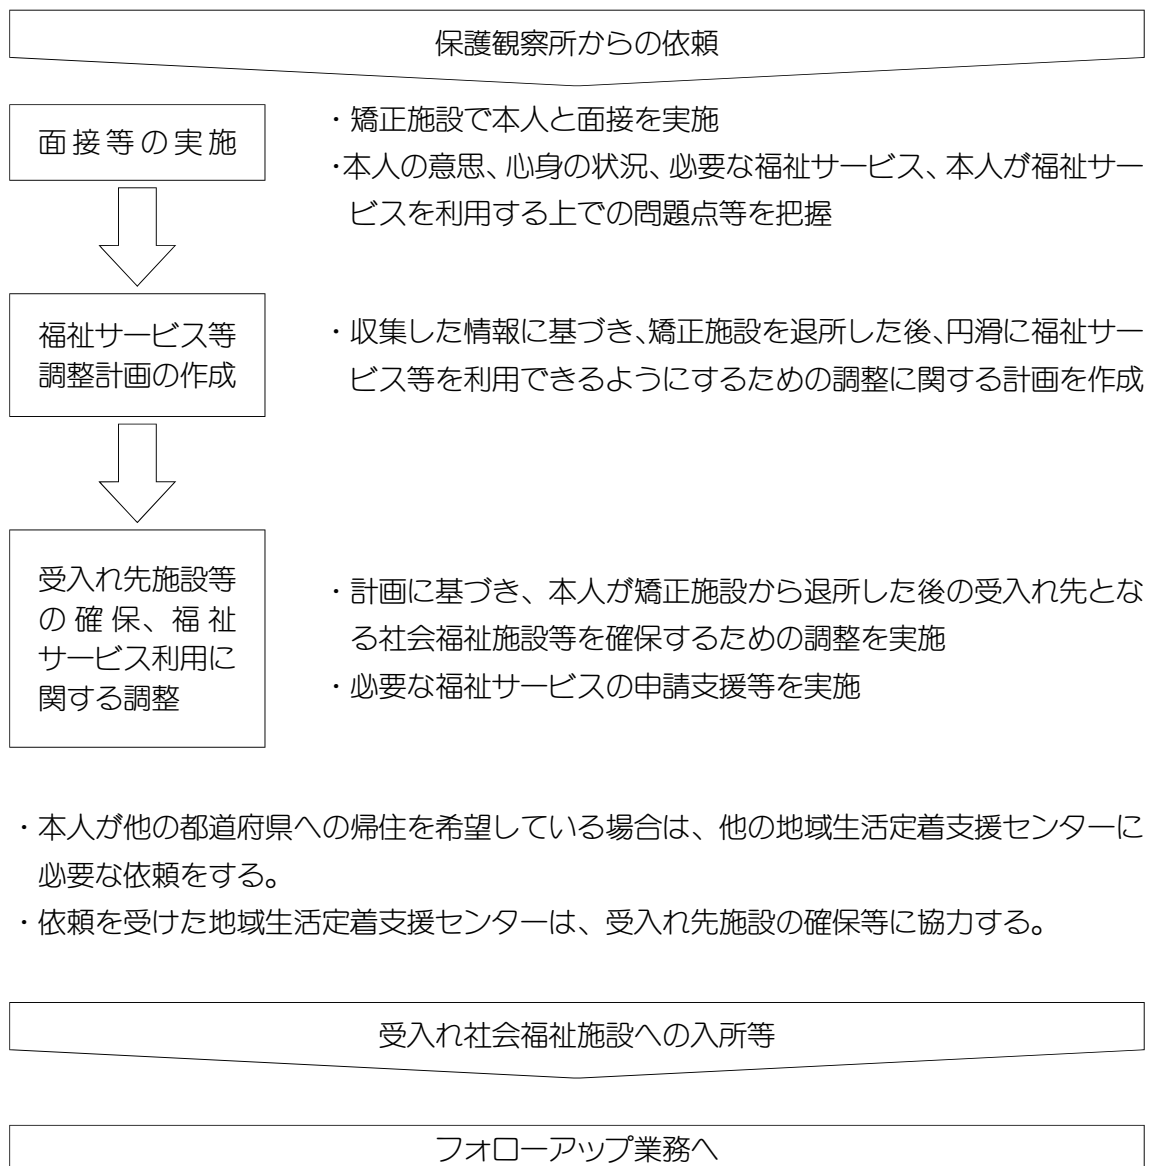 保護観察所からの依頼
面接等の実施
・矯正施設で本人と面接を実施
・本人の意思、心身の状況、必要な福祉サービス、本人が福祉サー
ビスを利用する上での問題点等を把握
福祉サービス等
調整計画の作成
・収集した情報に基づき、矯正施設を退所した後、円滑に福祉サー
ビス等を利用できるようにするための調整に関する計画を作成
受入れ先施設等
の確保、福祉
サービス利用に
関する調整
・計画に基づき、本人が矯正施設から退所した後の受入れ先とな
る社会福祉施設等を確保するための調整を実施
・必要な福祉サービスの申請支援等を実施
・本人が他の都道府県への帰住を希望している場合は、他の地域生活定着支援センターに
必要な依頼をする。
・依頼を受けた地域生活定着支援センターは、受入れ先施設の確保等に協力する。
受入れ社会福祉施設への入所等
フォローアップ業務へ